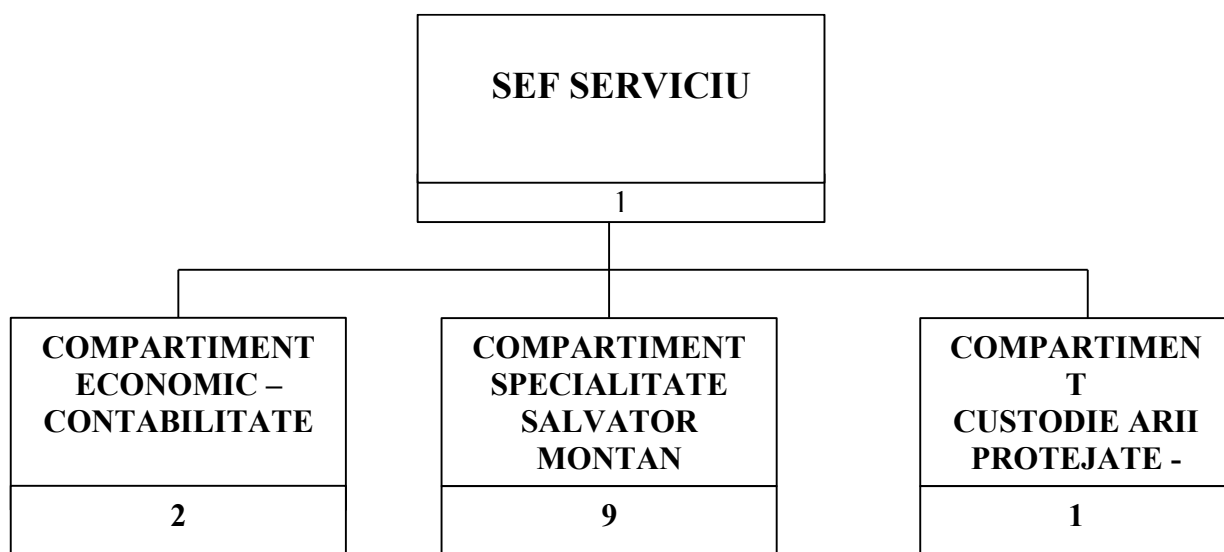 SEF SERVICIU
1
COMPARTIMENT
ECONOMIC –
CONTABILITATE
2
COMPARTIMENT
SPECIALITATE
SALVATOR
MONTAN
9
COMPARTIMEN
T
CUSTODIE ARII
PROTEJATE -
1